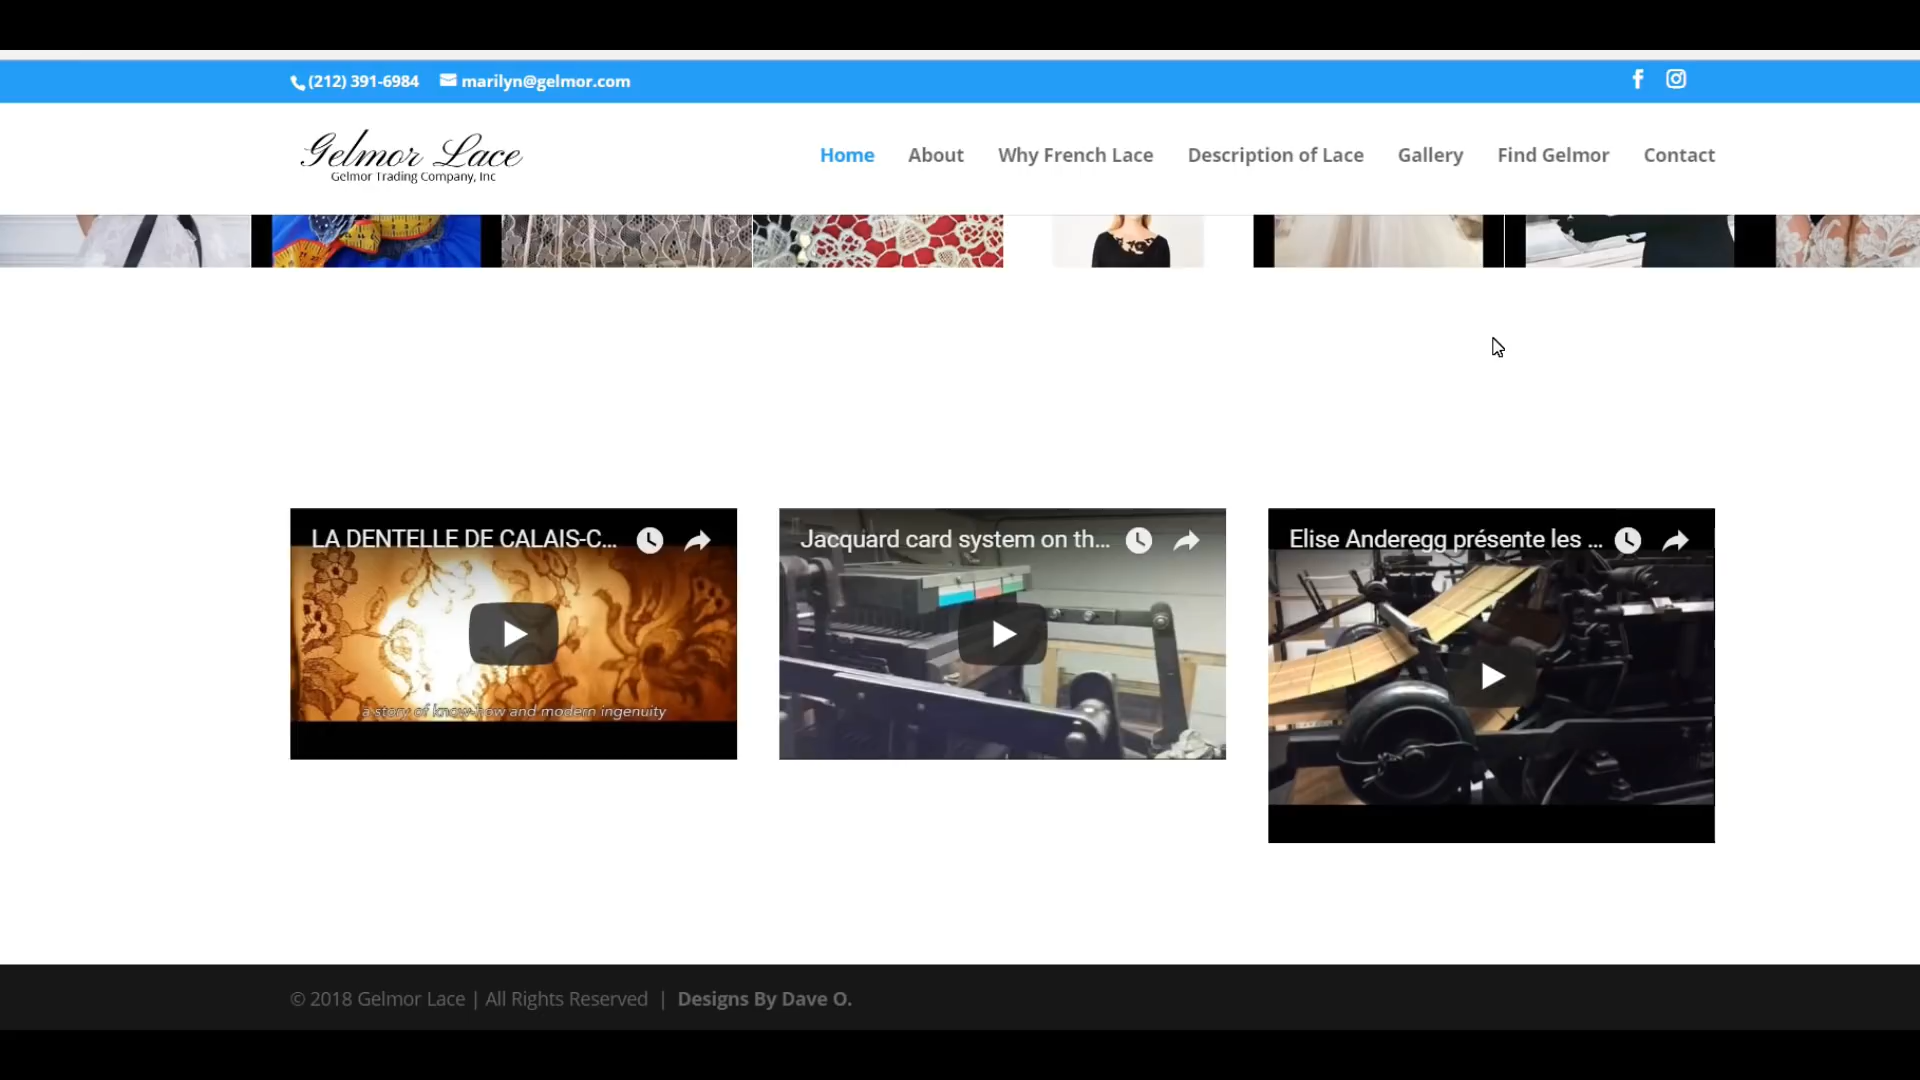 (212) 391-6984 marilyn@gelmor.com
Gelmor Lace
Gelmor Trading Company, Inc
Home About Why French Lace Description of Lace Gallery Find Gelmor Contact
LA DENTELLE DE CALAIS-C...
a story of know-how and modern ingenuity
Jacquard card system on th...
Elise Anderegg présente les ...
© 2018 Gelmor Lace | All Rights Reserved | Designs By Dave O.